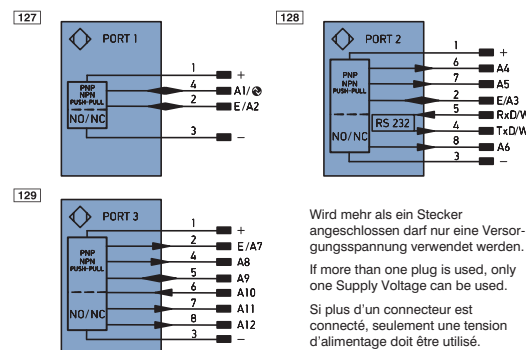 127
PORT 1
PNP
NPN
PUSH-PULL
NO/NC
1 +
4 A1/
2 E/A2
3 −
128
PORT 2
PNP
NPN
PUSH-PULL
NO/NC
RS 232
1 +
6 A4
7 A5
2 E/A3
5 RxD/W
4 TxD/W
8 A6
3 −
129
PORT 3
PNP
NPN
PUSH-PULL
NO/NC
1 +
2 E/A7
4 A8
5 A9
6 A10
7 A11
8 A12
3 −
Wird mehr als ein Stecker
angeschlossen darf nur eine Versor-
gungsspannung verwendet werden.
If more than one plug is used, only
one Supply Voltage can be used.
Si plus d'un connecteur est
connecté, seulement une tension
d'alimentage doit être utilisé.